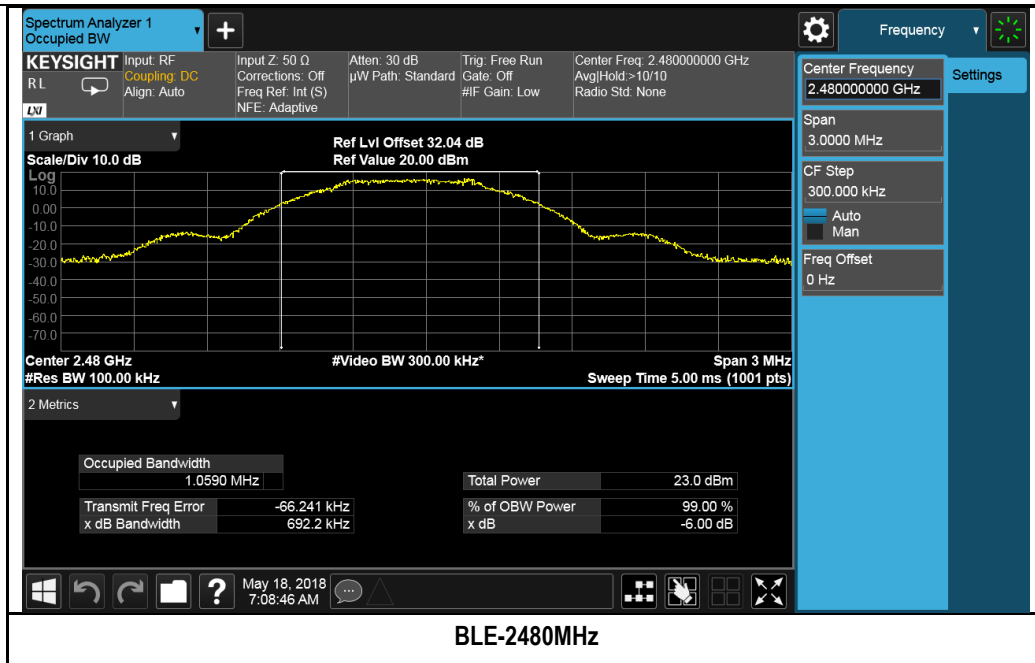 Spectrum Analyzer 1
Occupied BW
Frequency
KEYSIGHT
R L
LXI
Input: RF
Coupling: DC
Align: Auto
Input Z: 50 Ω
Corrections: Off
Freq Ref: Int (S)
NFE: Adaptive
Atten: 30 dB
µW Path: Standard
Trig: Free Run
Gate: Off
#IF Gain: Low
Center Freq: 2.480000000 GHz
Avg|Hold:>10/10
Radio Std: None
Center Frequency
2.480000000 GHz
Settings
Span
3.0000 MHz
CF Step
300.000 kHz
Auto
Man
Freq Offset
0 Hz
1 Graph
Scale/Div 10.0 dB
Ref Lvl Offset 32.04 dB
Ref Value 20.00 dBm
Log
10.0
0.00
-10.0
-20.0
-30.0
-40.0
-50.0
-60.0
-70.0
Center 2.48 GHz
#Video BW 300.00 kHz*
Span 3 MHz
#Res BW 100.00 kHz
Sweep Time 5.00 ms (1001 pts)
2 Metrics
Occupied Bandwidth
1.0590 MHz
Total Power 23.0 dBm
Transmit Freq Error -66.241 kHz
% of OBW Power 99.00 %
x dB Bandwidth 692.2 kHz
x dB -6.00 dB
?
May 18, 2018
7:08:46 AM
BLE-2480MHz